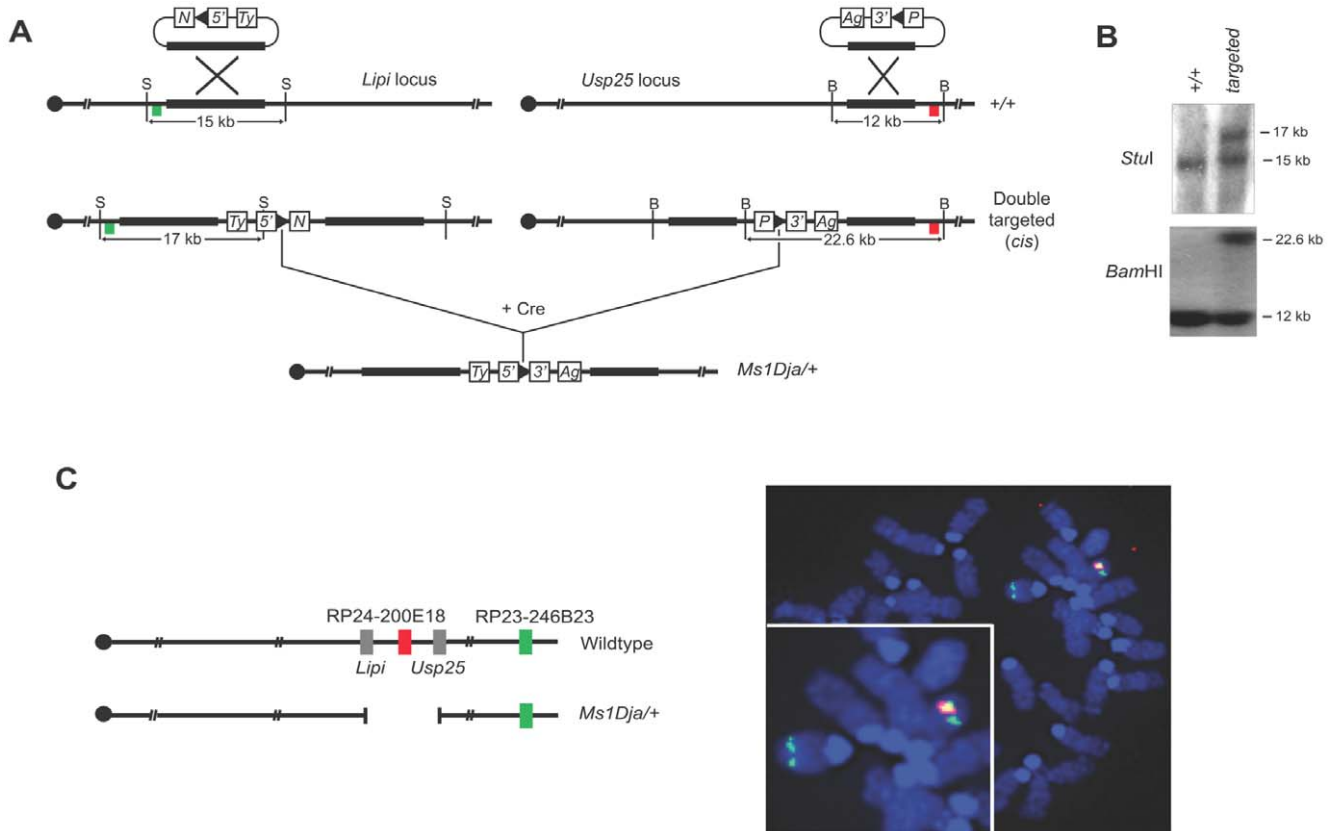 A
N 5' Ty
Ag 3' P
S S Lipi locus
Usp25 locus B B
+/+
15 kb
12 kb
S S S
B B B
Ty 5' N
P 3' Ag
Double
targeted
(cis)
17 kb
22.6 kb
+ Cre
Ty 5' 3' Ag
Ms1Dja/+
B
+/+ targeted
StuI
17 kb
15 kb
BamHI
22.6 kb
12 kb
C
RP24-200E18 RP23-246B23
Wildtype
Lipi Usp25
Ms1Dja/+